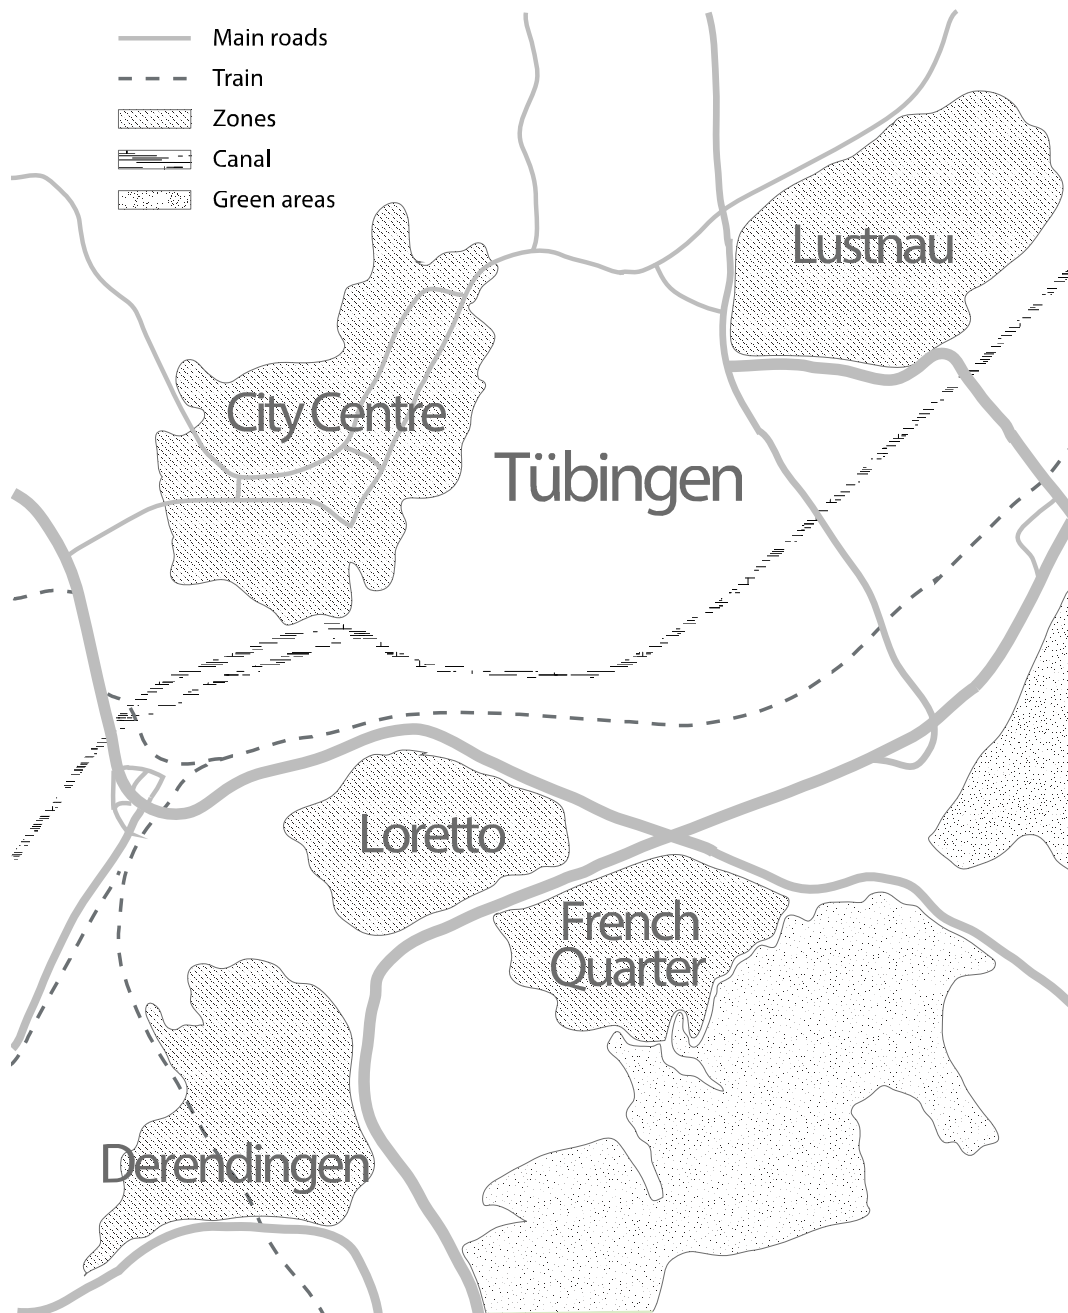 Main roads
Train
Zones
Canal
Green areas
Lustnau
City Centre
Tübingen
Loretto
French
Quarter
Derendingen